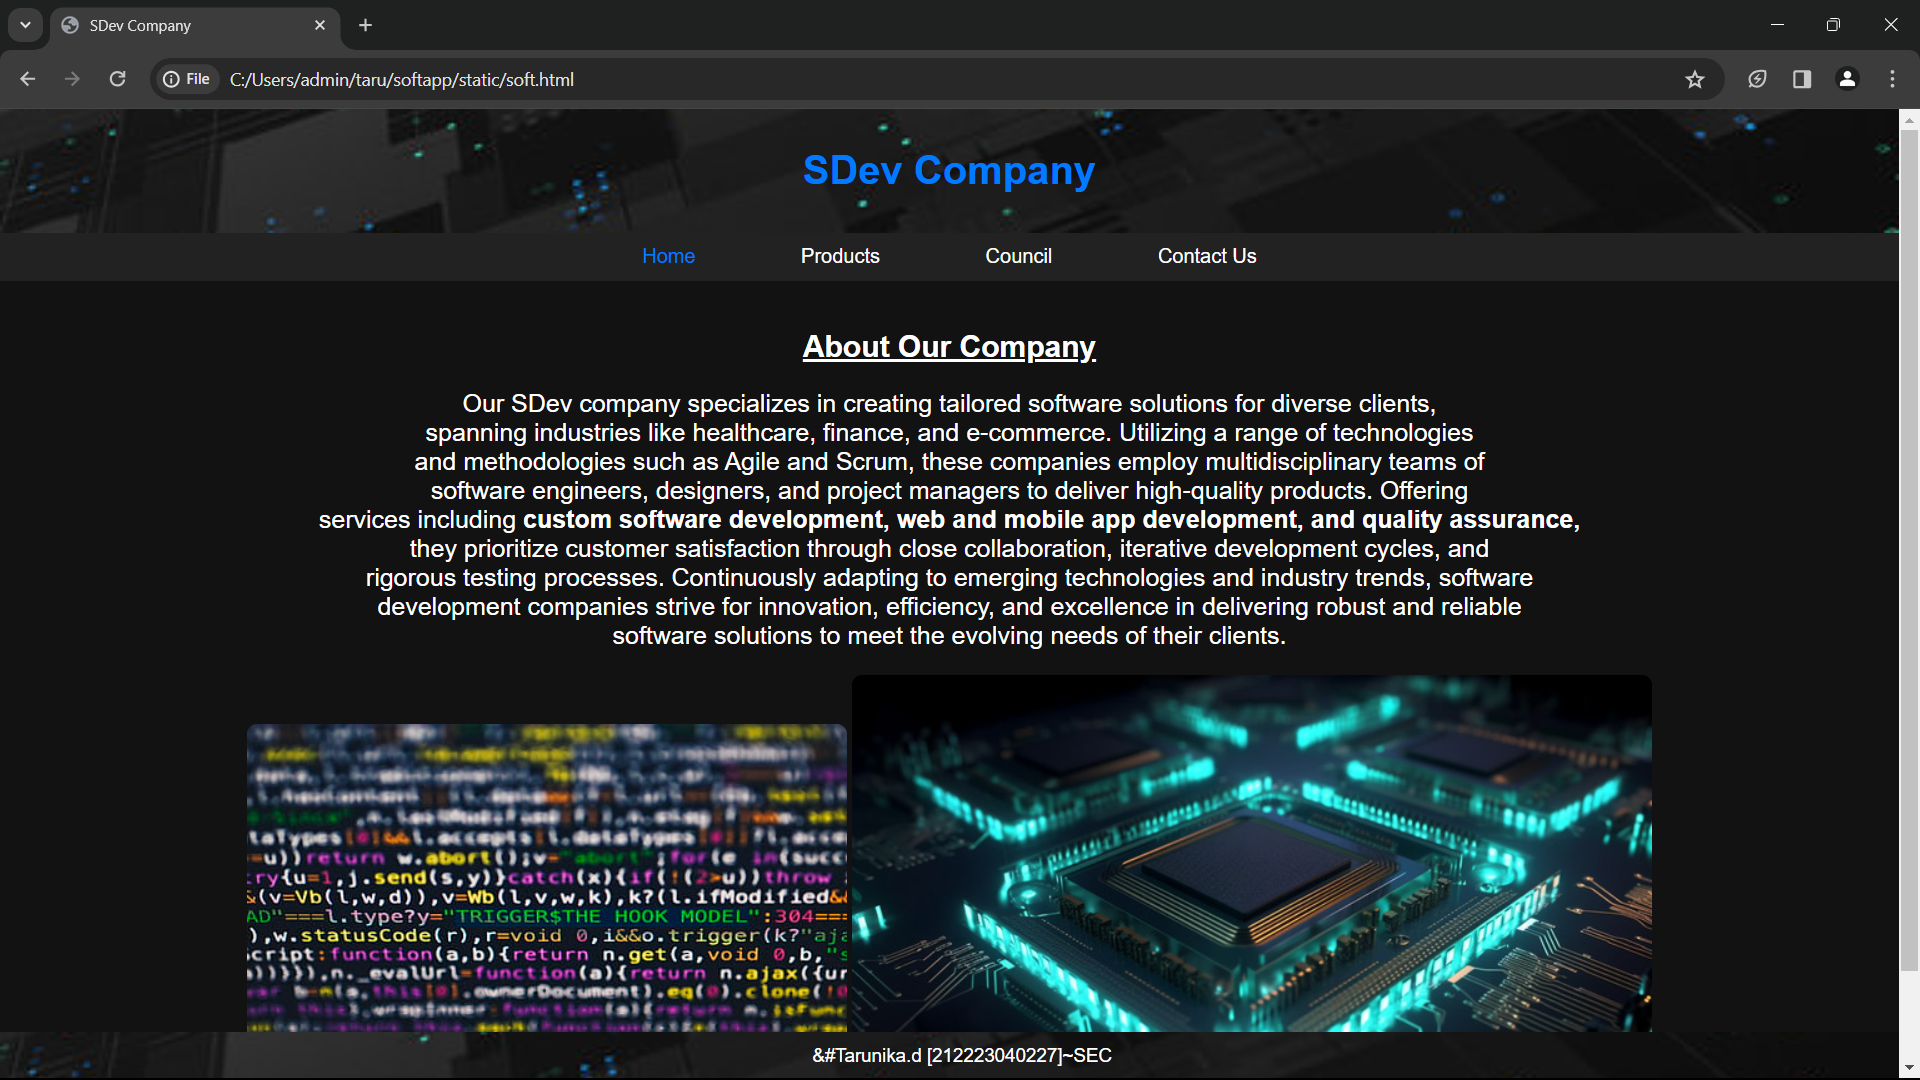 SDev Company
File C:/Users/admin/taru/softapp/static/soft.html
SDev Company
Home Products Council Contact Us
About Our Company
Our SDev company specializes in creating tailored software solutions for diverse clients,
spanning industries like healthcare, finance, and e-commerce. Utilizing a range of technologies
and methodologies such as Agile and Scrum, these companies employ multidisciplinary teams of
software engineers, designers, and project managers to deliver high-quality products. Offering
services including custom software development, web and mobile app development, and quality assurance,
they prioritize customer satisfaction through close collaboration, iterative development cycles, and
rigorous testing processes. Continuously adapting to emerging technologies and industry trends, software
development companies strive for innovation, efficiency, and excellence in delivering robust and reliable
software solutions to meet the evolving needs of their clients.
=u))return w.abort();v="abort";for(e in(succ
ry{u=1,j.send(s,y)}catch(x){if(!(2>u))throw
&(v=Vb(l,w,d)),v=Wb(l,v,w,k),k?(l.ifModified&&
AD"===l.type?y="TRIGGER$THE HOOK MODEL":304===
),w.statusCode(r),r=void 0,i&&o.trigger(k?"aja
cript:function(a,b){return n.get(a,void 0,b,"s
a))}}),n._evalUrl=function(a){return n.ajax({ur
this[0].ownerDocument).eq(0).clone(!0
&#Tarunika.d [212223040227]~SEC